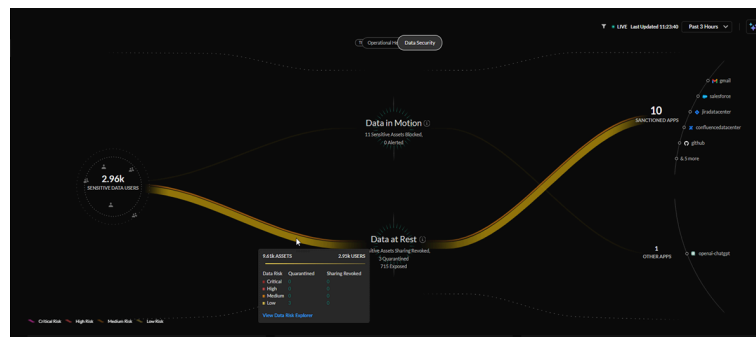 LIVE Last Updated 11:23:40 Past 3 Hours
Operational H Data Security
gmail
salesforce
jiradatacenter
confluencedatacenter
github
& 5 more
10
SANCTIONED APPS
Data in Motion
11 Sensitive Assets Blocked,
0 Alerted
2.96k
SENSITIVE DATA USERS
Data at Rest
itive Assets Sharing Revoked,
Quarantined
715 Exposed
1
OTHER APPS
openai-chatgpt
9.61k ASSETS 2.95k USERS
Data Risk Quarantined Sharing Revoked
Critical
High
Medium
Low
View Data Risk Explorer
Critical Risk High Risk Medium Risk Low Risk